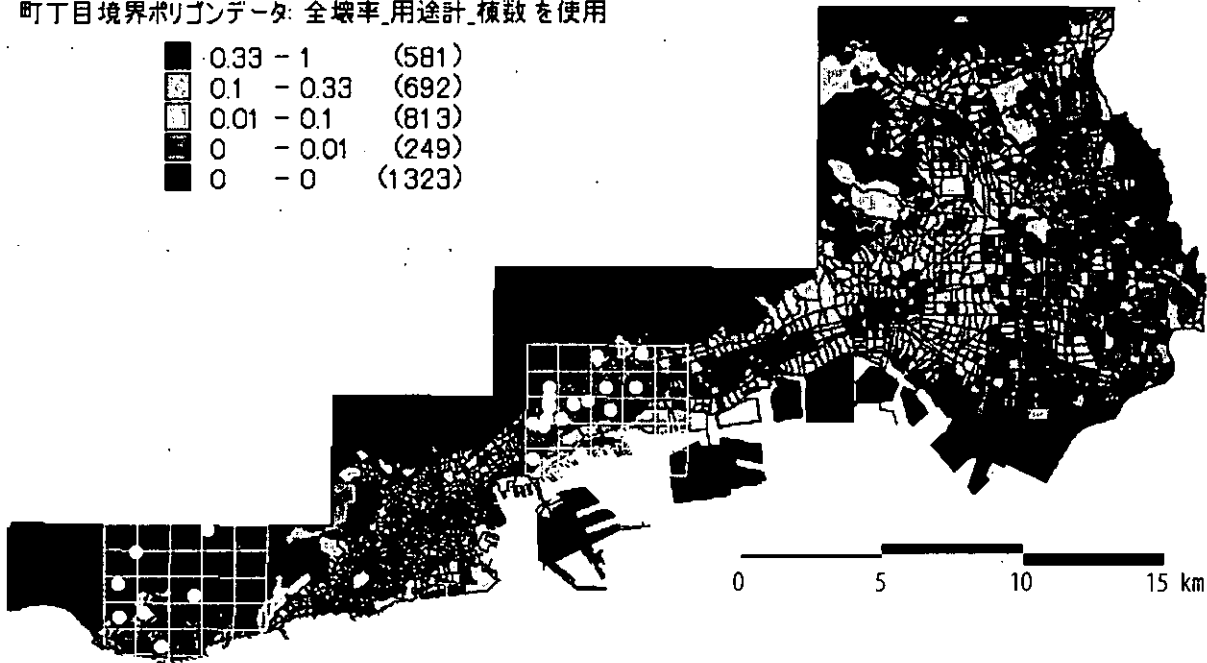 町丁目境界ポリゴンデータ: 全壊率_用途計_棟数 を使用
0.33 - 1 (581)
0.1 - 0.33 (692)
0.01 - 0.1 (813)
0 - 0.01 (249)
0 - 0 (1323)
0 5 10 15 km